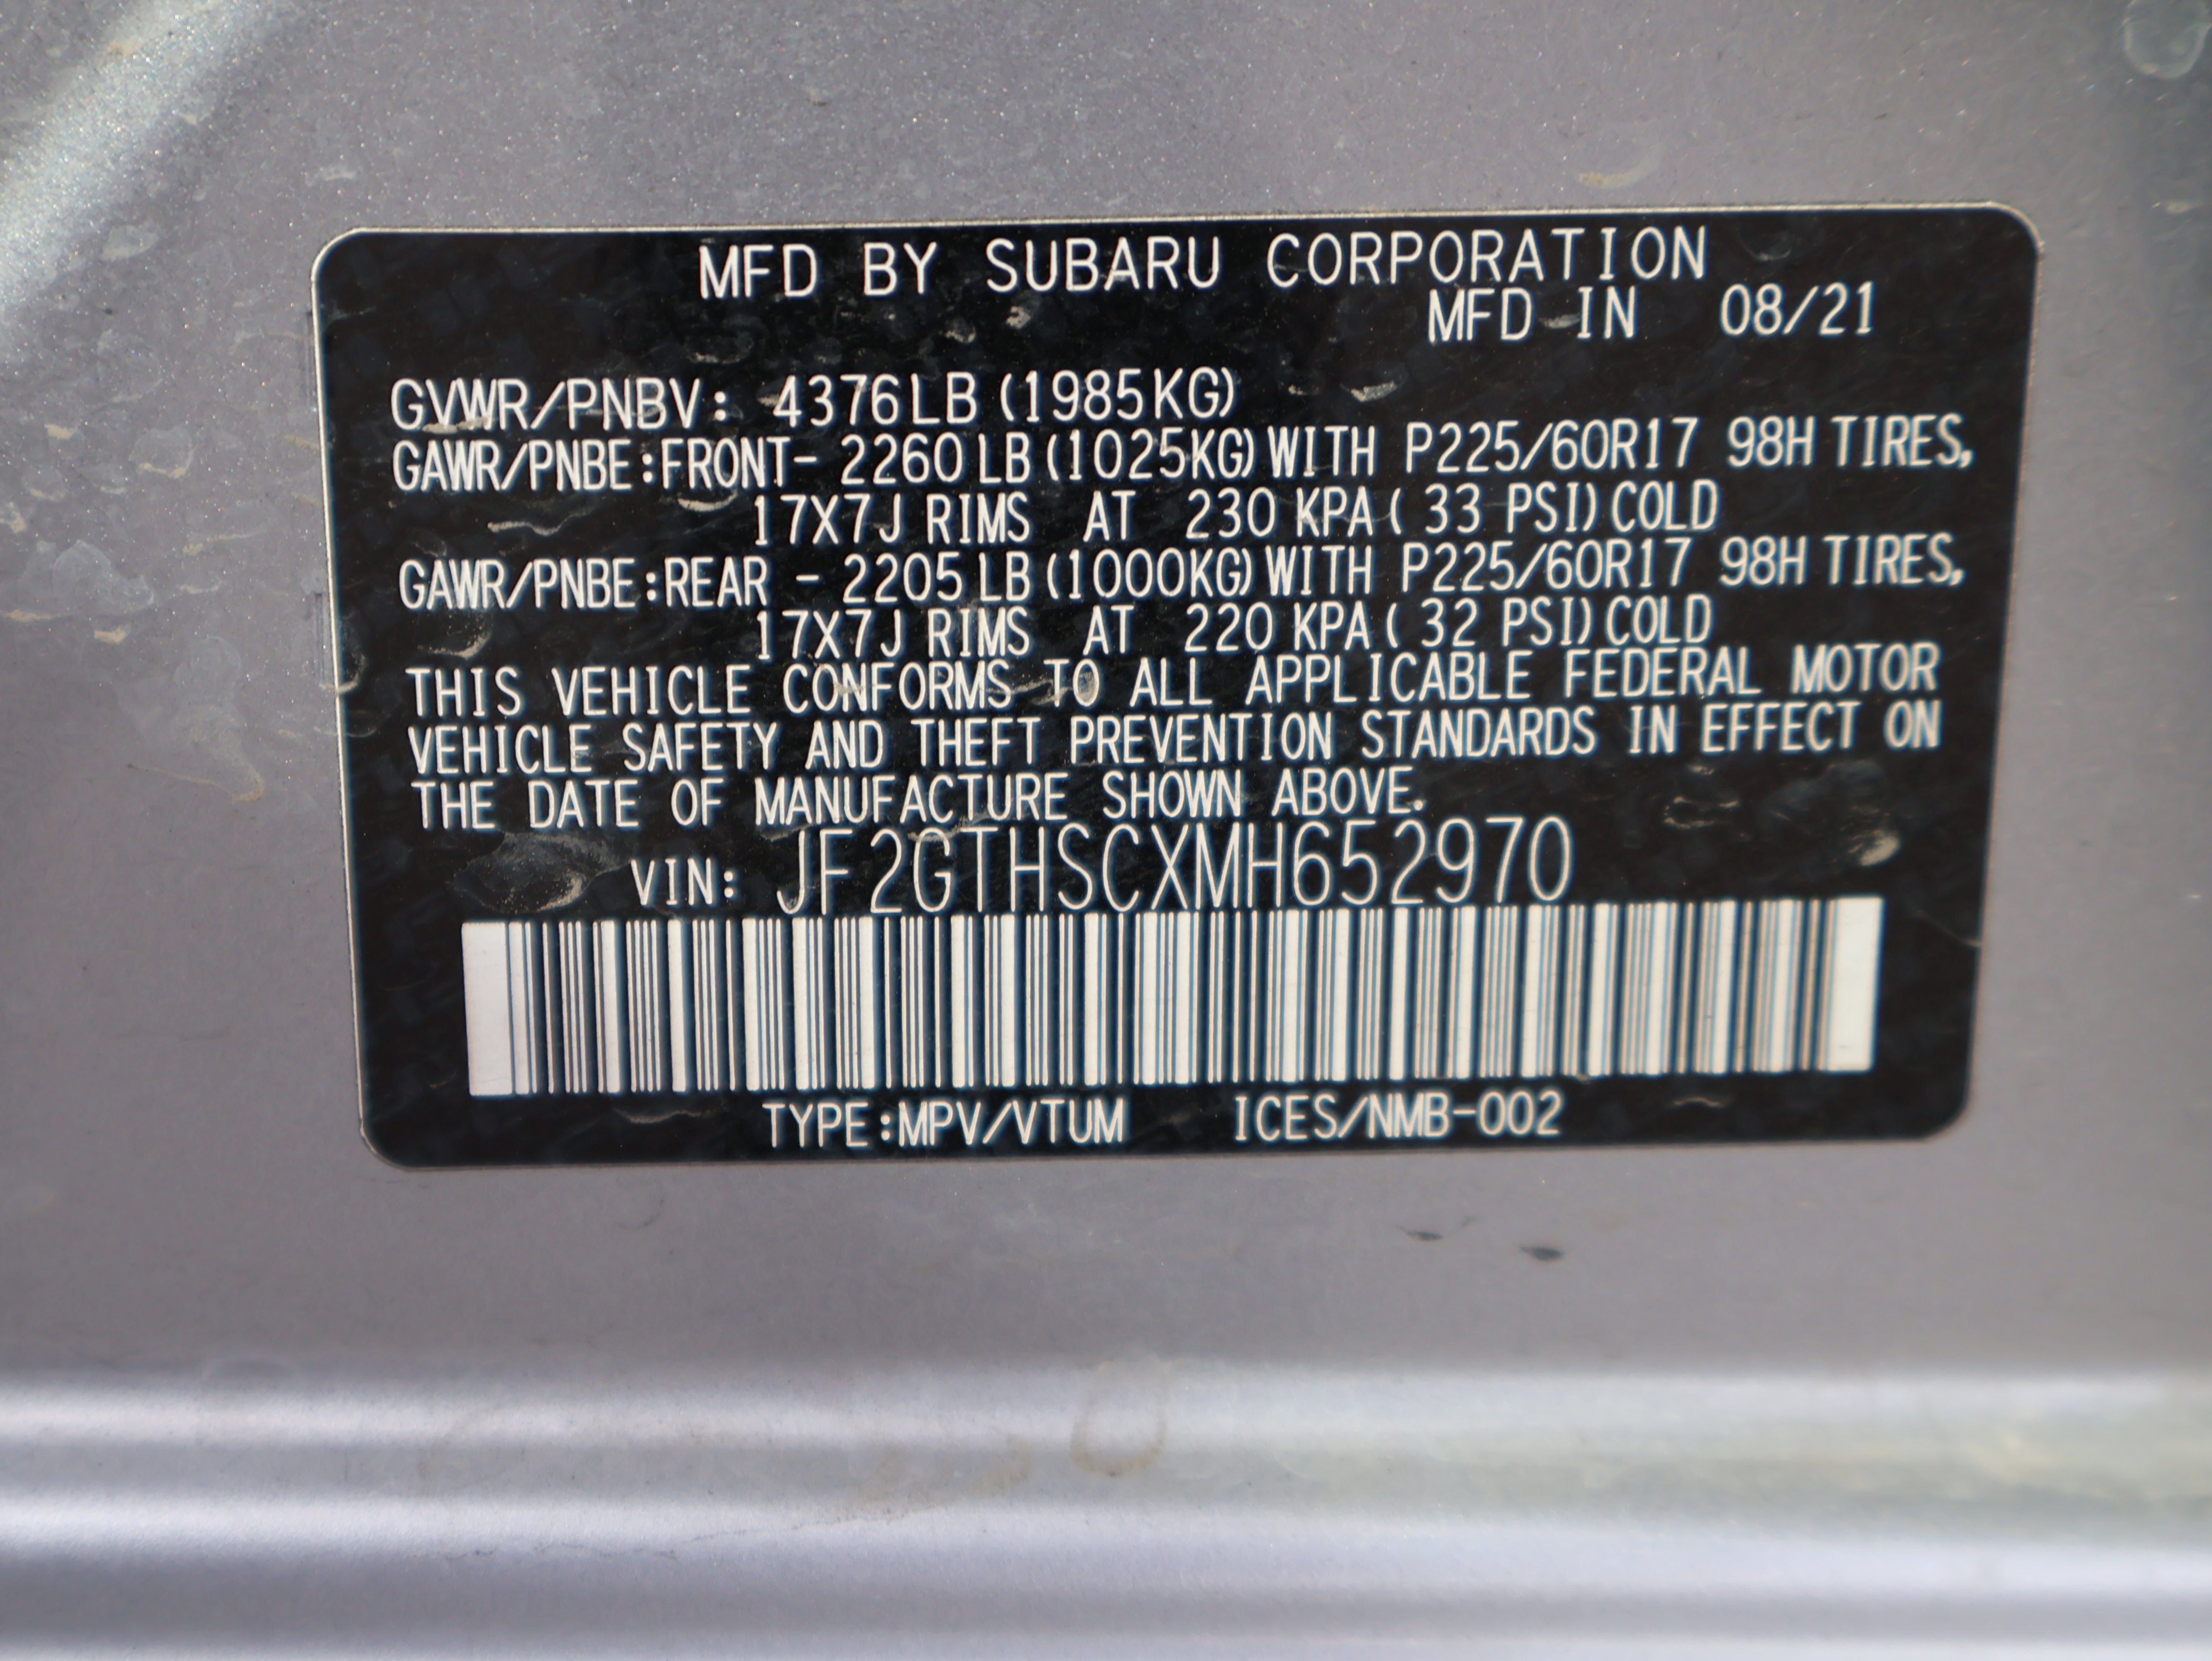 MFD BY SUBARU CORPORATION
MFD IN 08/21
GVWR/PNBV: 4376LB (1985KG)
GAWR/PNBE:FRONT- 2260 LB (1025KG) WITH P225/60R17 98H TIRES,
17X7J RIMS AT 230 KPA ( 33 PSI) COLD
GAWR/PNBE:REAR - 2205 LB (1000KG) WITH P225/60R17 98H TIRES,
17X7J RIMS AT 220 KPA ( 32 PSI) COLD
THIS VEHICLE CONFORMS TO ALL APPLICABLE FEDERAL MOTOR
VEHICLE SAFETY AND THEFT PREVENTION STANDARDS IN EFFECT ON
THE DATE OF MANUFACTURE SHOWN ABOVE.
VIN: JF2GTHSCXMH652970
TYPE:MPV/VTUM ICES/NMB-002